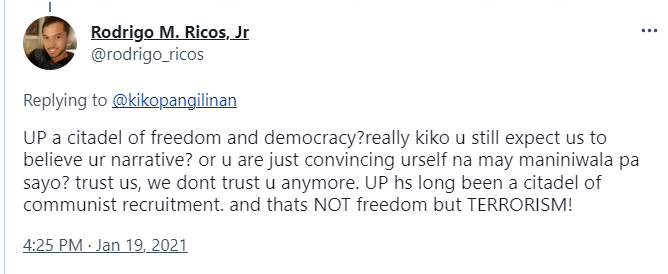 Rodrigo M. Ricos, Jr
@rodrigo_ricos
Replying to @kikopangilinan
UP a citadel of freedom and democracy?really kiko u still expect us to
believe ur narrative? or u are just convincing urself na may maniniwala pa
sayo? trust us, we dont trust u anymore. UP hs long been a citadel of
communist recruitment. and thats NOT freedom but TERRORISM!
4:25 PM · Jan 19, 2021